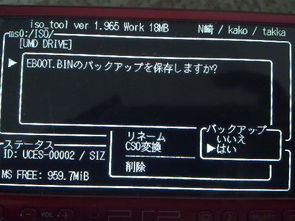 iso_tool ver 1.965 Work 18MB N崎 / kako / takka
ms0:/ISO/
[UMD DRIVE]
▶ EBOOT.BINのバックアップを保存しますか?
ステータス
ID: UCES-00002 / SIZ
MS FREE: 959.7MiB
リネーム
CSO変換
削除
バックアップ
いいえ
▶はい
VOL